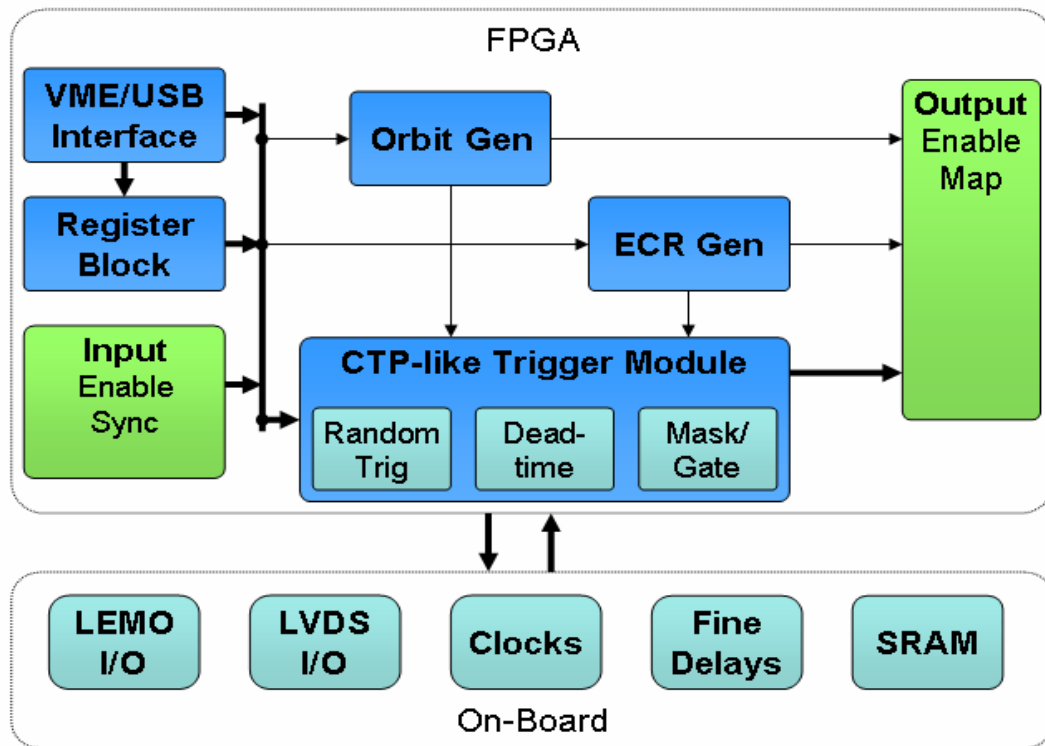 FPGA
VME/USB
Interface
Orbit Gen
Output
Enable
Map
Register
Block
ECR Gen
Input
Enable
Sync
CTP-like Trigger Module
Random
Trig
Dead-
time
Mask/
Gate
LEMO
I/O
LVDS
I/O
Clocks
Fine
Delays
SRAM
On-Board